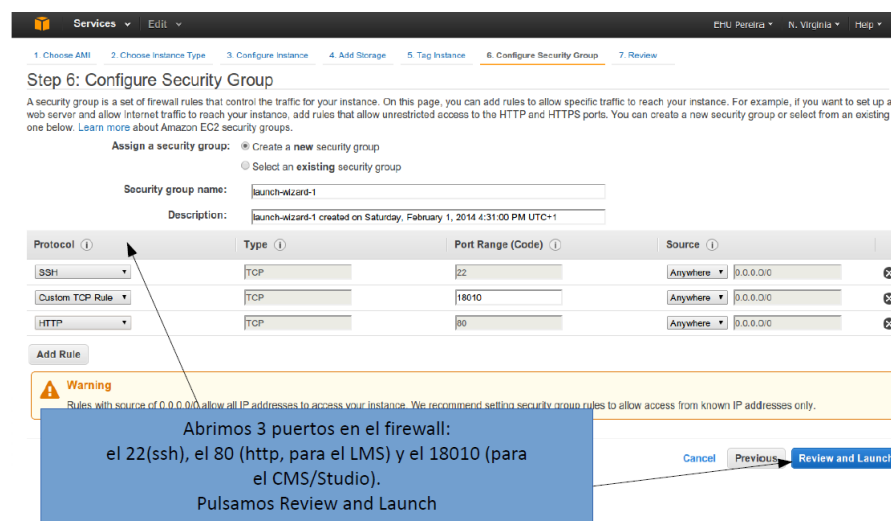 Services Edit EHU Pereira N. Virginia Help
1. Choose AMI 2. Choose Instance Type 3. Configure Instance 4. Add Storage 5. Tag Instance 6. Configure Security Group 7. Review
Step 6: Configure Security Group
A security group is a set of firewall rules that control the traffic for your instance. On this page, you can add rules to allow specific traffic to reach your instance. For example, if you want to set up a
web server and allow Internet traffic to reach your instance, add rules that allow unrestricted access to the HTTP and HTTPS ports. You can create a new security group or select from an existing
one below. Learn more about Amazon EC2 security groups.
Assign a security group: Create a new security group
Select an existing security group
Security group name: launch-wizard-1
Description: launch-wizard-1 created on Saturday, February 1, 2014 4:31:00 PM UTC+1
Protocol Type Port Range (Code) Source
SSH TCP 22 Anywhere 0.0.0.0/0
Custom TCP Rule TCP 18010 Anywhere 0.0.0.0/0
HTTP TCP 80 Anywhere 0.0.0.0/0
Add Rule
Warning
Rules with source of 0.0.0.0/0 allow all IP addresses to access your instance. We recommend setting security group rules to allow access from known IP addresses only.
Abrimos 3 puertos en el firewall:
el 22(ssh), el 80 (http, para el LMS) y el 18010 (para
el CMS/Studio).
Pulsamos Review and Launch
Cancel Previous Review and Launch